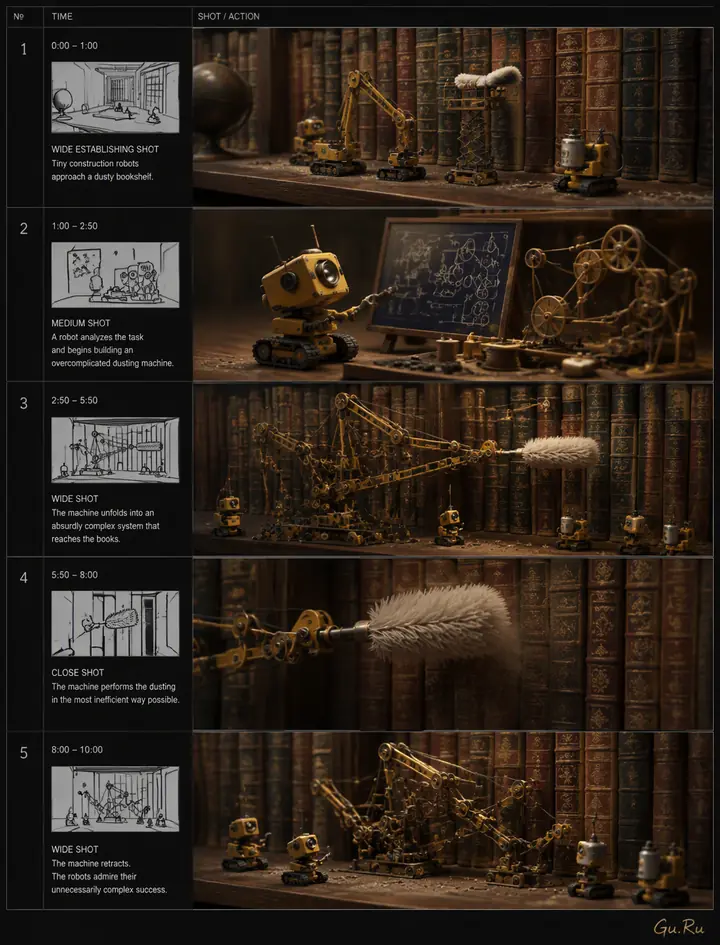 Nº TIME SHOT / ACTION
1
0:00 – 1:00
WIDE ESTABLISHING SHOT
Tiny construction robots
approach a dusty bookshelf.
2
1:00 – 2:50
MEDIUM SHOT
A robot analyzes the task
and begins building an
overcomplicated dusting machine.
3
2:50 – 5:50
WIDE SHOT
The machine unfolds into an
absurdly complex system that
reaches the books.
4
5:50 – 8:00
CLOSE SHOT
The machine performs the dusting
in the most inefficient way possible.
5
8:00 – 10:00
WIDE SHOT
The machine retracts.
The robots admire their
unnecessarily complex success.
Gu.Ru